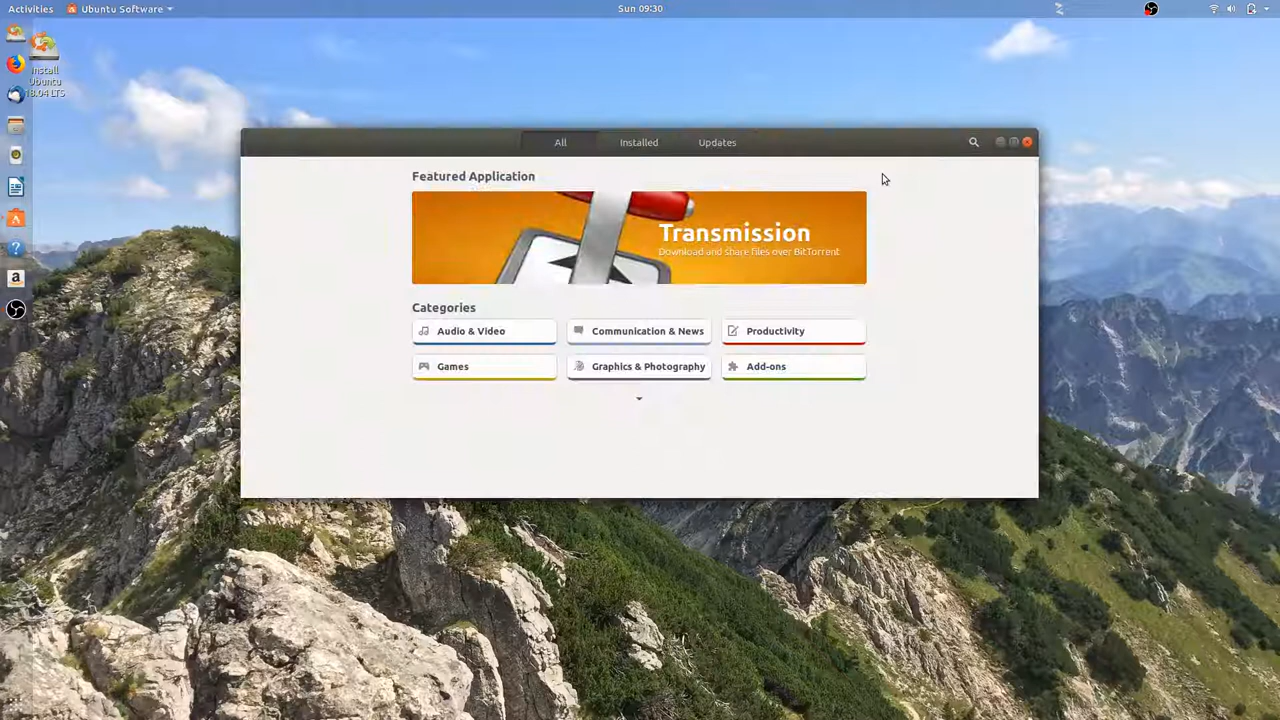 Activities
Ubuntu Software
Sun 09:30
Install
Ubuntu
18.04 LTS
All
Installed
Updates
Featured Application
Transmission
Download and share files over BitTorrent
Categories
Audio & Video
Communication & News
Productivity
Games
Graphics & Photography
Add-ons
a